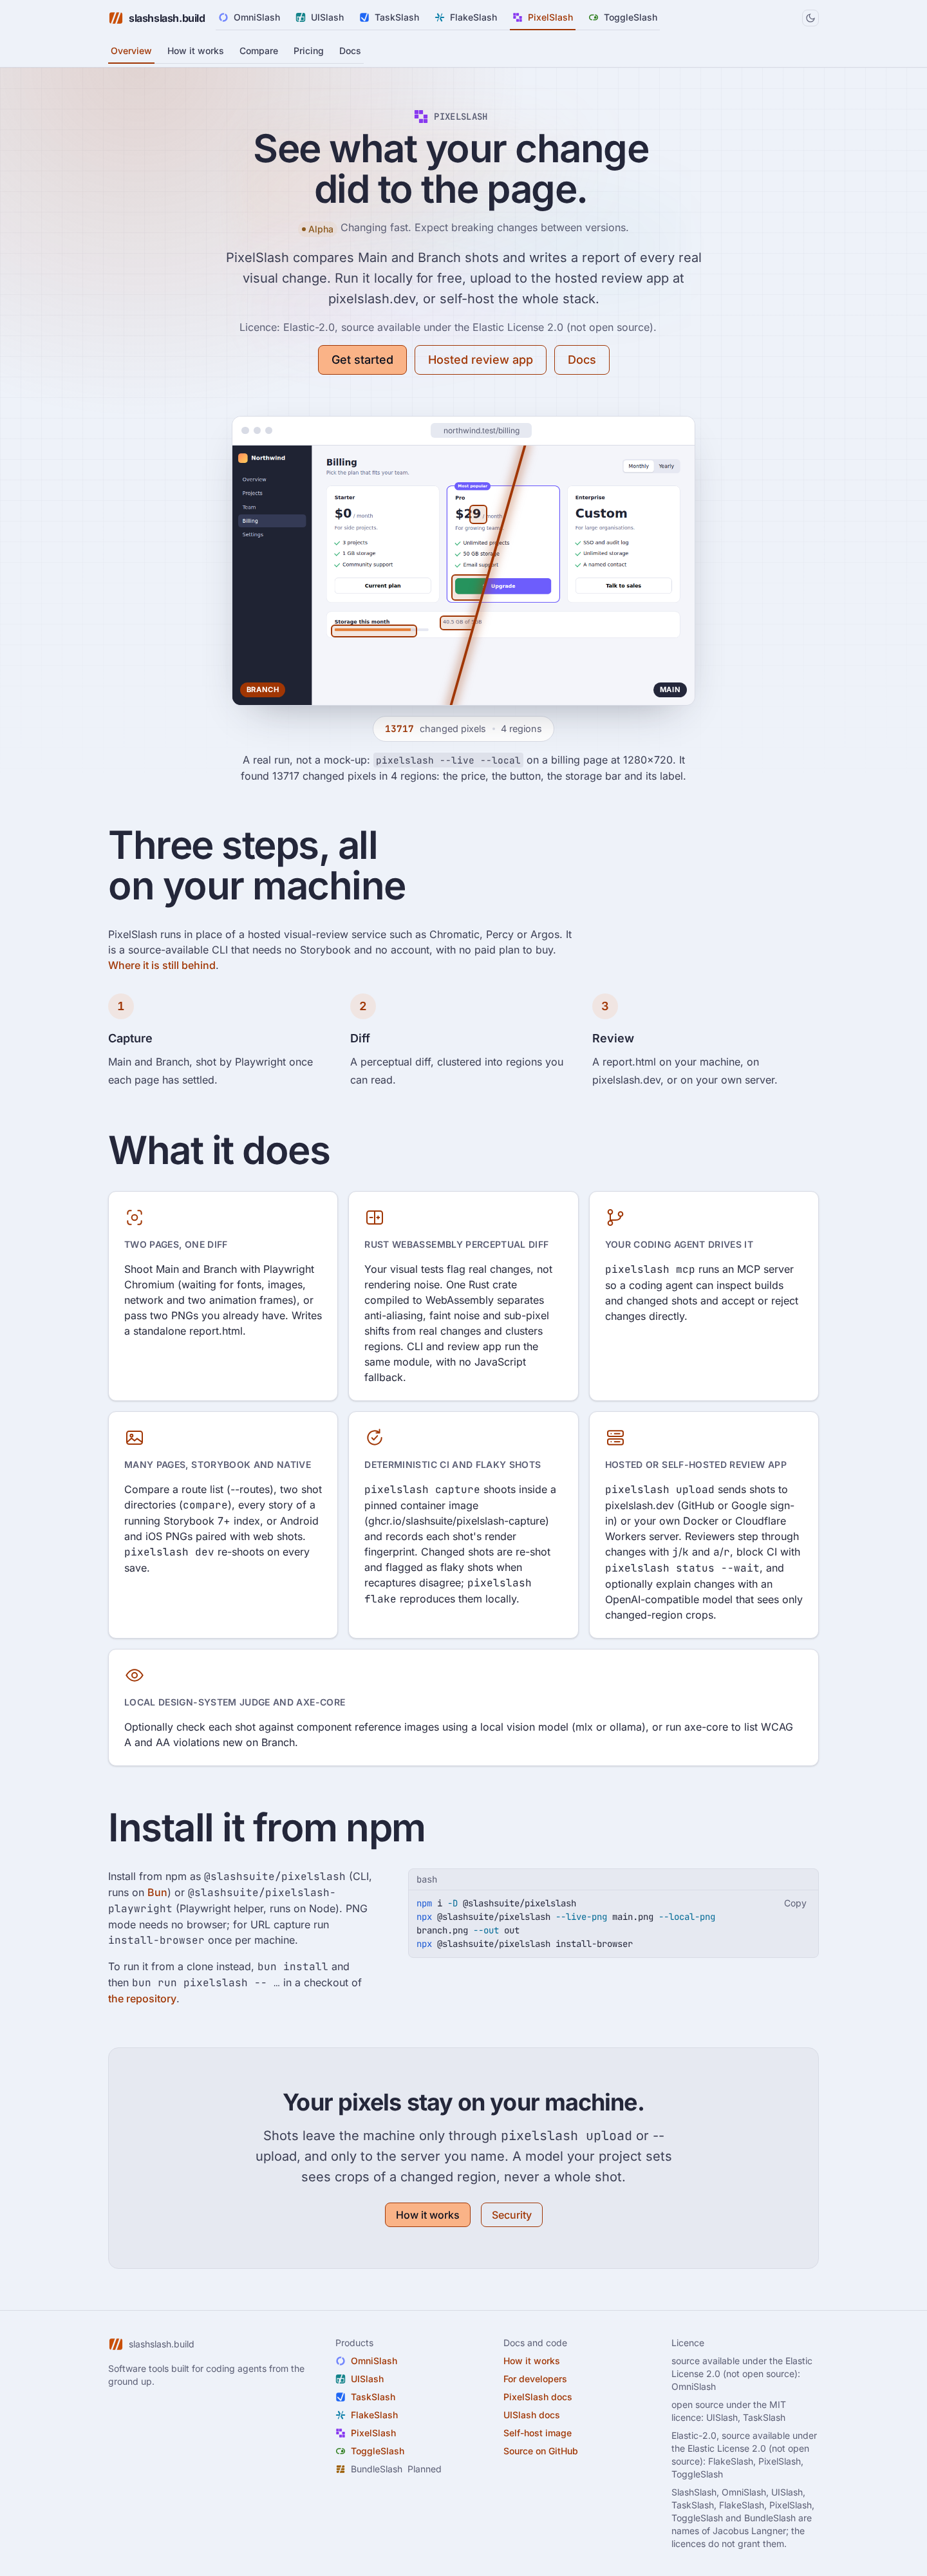 slashslash.build
OmniSlash
UISlash
TaskSlash
FlakeSlash
PixelSlash
ToggleSlash
Overview
How it works
Compare
Pricing
Docs
PIXELSLASH
See what your change
did to the page.
Alpha Changing fast. Expect breaking changes between versions.
PixelSlash compares Main and Branch shots and writes a report of every real
visual change. Run it locally for free, upload to the hosted review app at
pixelslash.dev, or self-host the whole stack.
Licence: Elastic-2.0, source available under the Elastic License 2.0 (not open source).
Get started
Hosted review app
Docs
northwind.test/billing
Northwind
Overview
Projects
Team
Billing
Settings
Billing
Pick the plan that fits your team.
Monthly
Yearly
Starter
$0 / month
For side projects.
3 projects
1 GB storage
Community support
Current plan
Most popular
Pro
$29 / month
For growing teams.
Unlimited projects
50 GB storage
Email support
Upgrade
Enterprise
Custom
For large organisations.
SSO and audit log
Unlimited storage
A named contact
Talk to sales
Storage this month
40.5 GB of
BRANCH
MAIN
13717 changed pixels · 4 regions
A real run, not a mock-up: pixelslash --live --local on a billing page at 1280×720. It
found 13717 changed pixels in 4 regions: the price, the button, the storage bar and its label.
Three steps, all
on your machine
PixelSlash runs in place of a hosted visual-review service such as Chromatic, Percy or Argos. It
is a source-available CLI that needs no Storybook and no account, with no paid plan to buy.
Where it is still behind.
1
Capture
Main and Branch, shot by Playwright once
each page has settled.
2
Diff
A perceptual diff, clustered into regions you
can read.
3
Review
A report.html on your machine, on
pixelslash.dev, or on your own server.
What it does
TWO PAGES, ONE DIFF
Shoot Main and Branch with Playwright
Chromium (waiting for fonts, images,
network and two animation frames), or
pass two PNGs you already have. Writes
a standalone report.html.
RUST WEBASSEMBLY PERCEPTUAL DIFF
Your visual tests flag real changes, not
rendering noise. One Rust crate
compiled to WebAssembly separates
anti-aliasing, faint noise and sub-pixel
shifts from real changes and clusters
regions. CLI and review app run the
same module, with no JavaScript
fallback.
YOUR CODING AGENT DRIVES IT
pixelslash mcp runs an MCP server
so a coding agent can inspect builds
and changed shots and accept or reject
changes directly.
MANY PAGES, STORYBOOK AND NATIVE
Compare a route list (--routes), two shot
directories (compare), every story of a
running Storybook 7+ index, or Android
and iOS PNGs paired with web shots.
pixelslash dev re-shoots on every
save.
DETERMINISTIC CI AND FLAKY SHOTS
pixelslash capture shoots inside a
pinned container image
(ghcr.io/slashsuite/pixelslash-capture)
and records each shot's render
fingerprint. Changed shots are re-shot
and flagged as flaky shots when
recaptures disagree; pixelslash
flake reproduces them locally.
HOSTED OR SELF-HOSTED REVIEW APP
pixelslash upload sends shots to
pixelslash.dev (GitHub or Google sign-
in) or your own Docker or Cloudflare
Workers server. Reviewers step through
changes with j/k and a/r, block CI with
pixelslash status --wait, and
optionally explain changes with an
OpenAI-compatible model that sees only
changed-region crops.
LOCAL DESIGN-SYSTEM JUDGE AND AXE-CORE
Optionally check each shot against component reference images using a local vision model (mlx or ollama), or run axe-core to list WCAG
A and AA violations new on Branch.
Install it from npm
Install from npm as @slashsuite/pixelslash (CLI,
runs on Bun) or @slashsuite/pixelslash-
playwright (Playwright helper, runs on Node). PNG
mode needs no browser; for URL capture run
install-browser once per machine.
To run it from a clone instead, bun install and
then bun run pixelslash -- … in a checkout of
the repository.
bash
Copy
npm i -D @slashsuite/pixelslash
npx @slashsuite/pixelslash --live-png main.png --local-png
branch.png --out out
npx @slashsuite/pixelslash install-browser
Your pixels stay on your machine.
Shots leave the machine only through pixelslash upload or --
upload, and only to the server you name. A model your project sets
sees crops of a changed region, never a whole shot.
How it works
Security
slashslash.build
Software tools built for coding agents from the
ground up.
Products
OmniSlash
UISlash
TaskSlash
FlakeSlash
PixelSlash
ToggleSlash
BundleSlash Planned
Docs and code
How it works
For developers
PixelSlash docs
UISlash docs
Self-host image
Source on GitHub
Licence
source available under the Elastic
License 2.0 (not open source):
OmniSlash
open source under the MIT
licence: UISlash, TaskSlash
Elastic-2.0, source available under
the Elastic License 2.0 (not open
source): FlakeSlash, PixelSlash,
ToggleSlash
SlashSlash, OmniSlash, UISlash,
TaskSlash, FlakeSlash, PixelSlash,
ToggleSlash and BundleSlash are
names of Jacobus Langner; the
licences do not grant them.